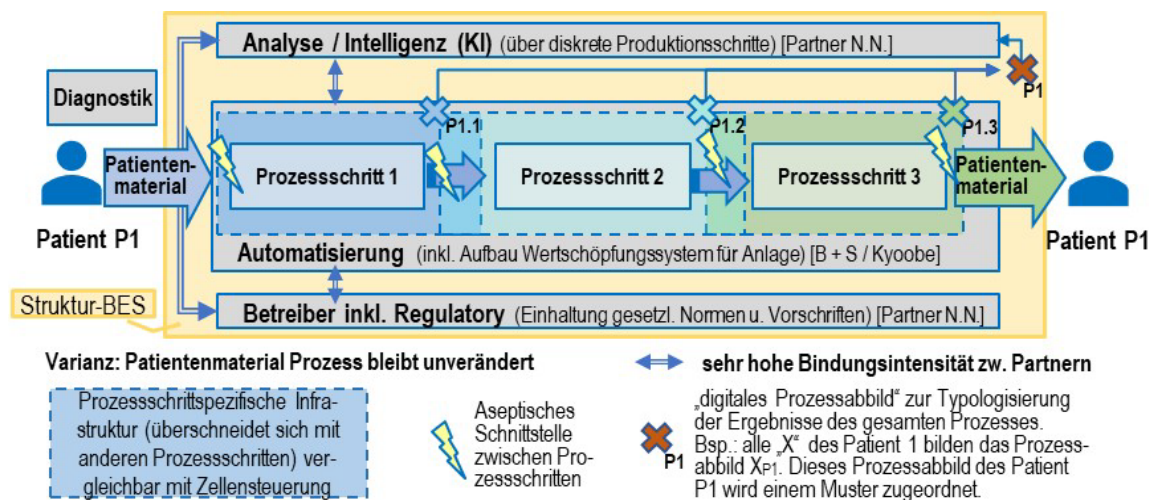 Analyse / Intelligenz (KI) (über diskrete Produktionsschritte) [Partner N.N.]
P1
Diagnostik
P1.1
P1.2
P1.3
Patienten-
material
Prozessschritt 1
Prozessschritt 2
Prozessschritt 3
Patienten-
material
Patient P1
Patient P1
Automatisierung (inkl. Aufbau Wertschöpfungssystem für Anlage) [B + S / Kyoobe]
Struktur-BES
Betreiber inkl. Regulatory (Einhaltung gesetzl. Normen u. Vorschriften) [Partner N.N.]
Varianz: Patientenmaterial Prozess bleibt unverändert
sehr hohe Bindungsintensität zw. Partnern
Prozessschrittspezifische Infra-
struktur (überschneidet sich mit
anderen Prozessschritten) ver-
gleichbar mit Zellensteuerung
Aseptisches
Schnittstelle
zwischen Pro-
zessschritten
P1
„digitales Prozessabbild“ zur Typologisierung
der Ergebnisse des gesamten Prozesses.
Bsp.: alle „X“ des Patient 1 bilden das Prozess-
abbild XP1. Dieses Prozessabbild des Patient
P1 wird einem Muster zugeordnet.